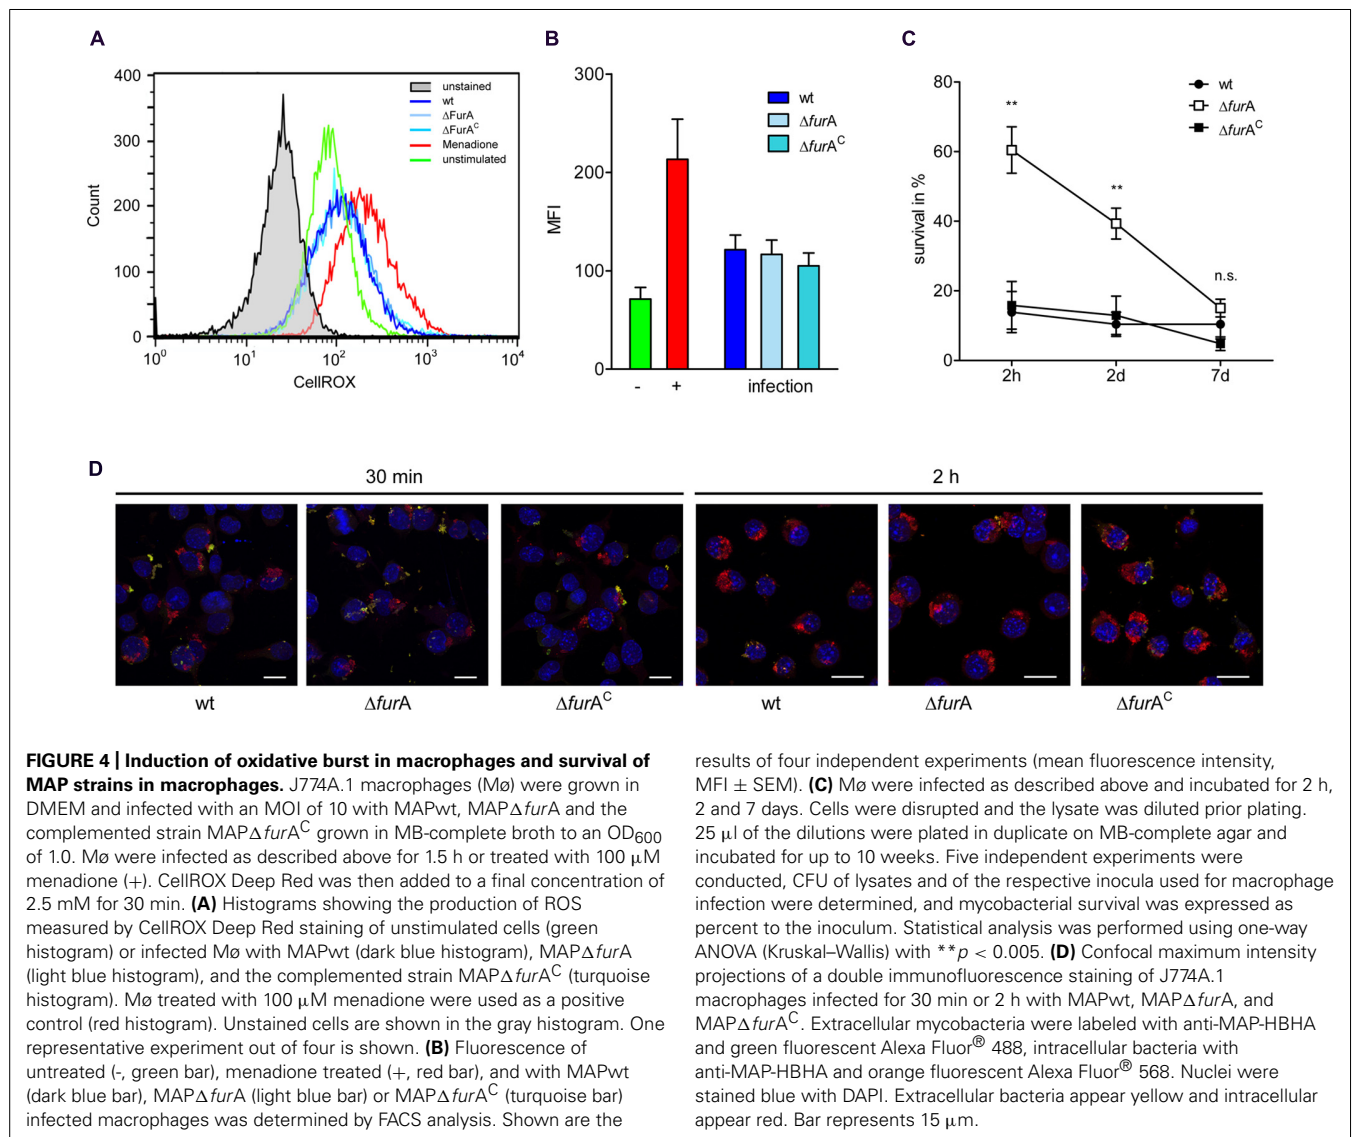 A
400
300
200
100
0
Count
10⁰
10¹
10²
10³
10⁴
CellROX
unstained
wt
ΔFurA
ΔFurAᶜ
Menadione
unstimulated
B
300
200
100
0
MFI
wt
ΔfurA
ΔfurAᶜ
-
+
infection
C
80
60
40
20
0
survival in %
**
**
n.s.
wt
ΔfurA
ΔfurAᶜ
2h
2d
7d
D
30 min
2 h
wt
ΔfurA
ΔfurAᶜ
wt
ΔfurA
ΔfurAᶜ
FIGURE 4 | Induction of oxidative burst in macrophages and survival of
MAP strains in macrophages. J774A.1 macrophages (Mø) were grown in
DMEM and infected with an MOI of 10 with MAPwt, MAPΔfurA and the
complemented strain MAPΔfurAᶜ grown in MB-complete broth to an OD₆₀₀
of 1.0. Mø were infected as described above for 1.5 h or treated with 100 μM
menadione (+). CellROX Deep Red was then added to a final concentration of
2.5 mM for 30 min. (A) Histograms showing the production of ROS
measured by CellROX Deep Red staining of unstimulated cells (green
histogram) or infected Mø with MAPwt (dark blue histogram), MAPΔfurA
(light blue histogram), and the complemented strain MAPΔfurAᶜ (turquoise
histogram). Mø treated with 100 μM menadione were used as a positive
control (red histogram). Unstained cells are shown in the gray histogram. One
representative experiment out of four is shown. (B) Fluorescence of
untreated (-, green bar), menadione treated (+, red bar), and with MAPwt
(dark blue bar), MAPΔfurA (light blue bar) or MAPΔfurAᶜ (turquoise bar)
infected macrophages was determined by FACS analysis. Shown are the
results of four independent experiments (mean fluorescence intensity,
MFI ± SEM). (C) Mø were infected as described above and incubated for 2 h,
2 and 7 days. Cells were disrupted and the lysate was diluted prior plating.
25 μl of the dilutions were plated in duplicate on MB-complete agar and
incubated for up to 10 weeks. Five independent experiments were
conducted, CFU of lysates and of the respective inocula used for macrophage
infection were determined, and mycobacterial survival was expressed as
percent to the inoculum. Statistical analysis was performed using one-way
ANOVA (Kruskal–Wallis) with **p < 0.005. (D) Confocal maximum intensity
projections of a double immunofluorescence staining of J774A.1
macrophages infected for 30 min or 2 h with MAPwt, MAPΔfurA, and
MAPΔfurAᶜ. Extracellular mycobacteria were labeled with anti-MAP-HBHA
and green fluorescent Alexa Fluor® 488, intracellular bacteria with
anti-MAP-HBHA and orange fluorescent Alexa Fluor® 568. Nuclei were
stained blue with DAPI. Extracellular bacteria appear yellow and intracellular
appear red. Bar represents 15 μm.